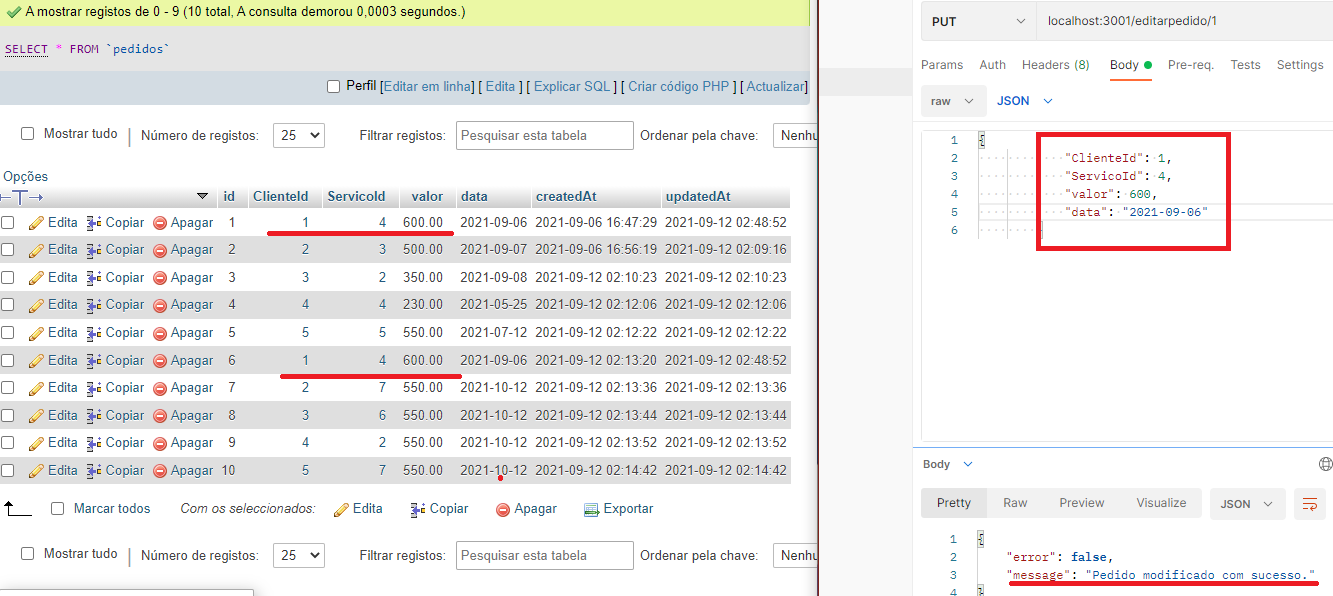 A mostrar registos de 0 - 9 (10 total, A consulta demorou 0,0003 segundos.)
SELECT * FROM `pedidos`
Perfil [Editar em linha] [ Edita ] [ Explicar SQL ] [ Criar código PHP ] [ Actualizar]
Mostrar tudo | Número de registos: 25 Filtrar registos: Pesquisar esta tabela Ordenar pela chave: Nenhu
Opções
id ClienteId ServicoId valor data createdAt updatedAt
Edita Copiar Apagar 1 1 4 600.00 2021-09-06 2021-09-06 16:47:29 2021-09-12 02:48:52
Edita Copiar Apagar 2 2 3 500.00 2021-09-07 2021-09-06 16:56:19 2021-09-12 02:09:16
Edita Copiar Apagar 3 3 2 350.00 2021-09-08 2021-09-12 02:10:23 2021-09-12 02:10:23
Edita Copiar Apagar 4 4 4 230.00 2021-05-25 2021-09-12 02:12:06 2021-09-12 02:12:06
Edita Copiar Apagar 5 5 5 550.00 2021-07-12 2021-09-12 02:12:22 2021-09-12 02:12:22
Edita Copiar Apagar 6 1 4 600.00 2021-09-06 2021-09-12 02:13:20 2021-09-12 02:48:52
Edita Copiar Apagar 7 2 7 550.00 2021-10-12 2021-09-12 02:13:36 2021-09-12 02:13:36
Edita Copiar Apagar 8 3 6 550.00 2021-10-12 2021-09-12 02:13:44 2021-09-12 02:13:44
Edita Copiar Apagar 9 4 2 550.00 2021-10-12 2021-09-12 02:13:52 2021-09-12 02:13:52
Edita Copiar Apagar 10 5 7 550.00 2021-10-12 2021-09-12 02:14:42 2021-09-12 02:14:42
Marcar todos Com os seleccionados: Edita Copiar Apagar Exportar
Mostrar tudo | Número de registos: 25 Filtrar registos: Pesquisar esta tabela Ordenar pela chave: Nenhu
PUT localhost:3001/editarpedido/1
Params Auth Headers (8) Body Pre-req. Tests Settings
raw JSON
1 {
2 "ClienteId": 1,
3 "ServicoId": 4,
4 "valor": 600,
5 "data": "2021-09-06"
6 }
Body
Pretty Raw Preview Visualize JSON
1 {
2 "error": false,
3 "message": "Pedido modificado com sucesso."
4 }